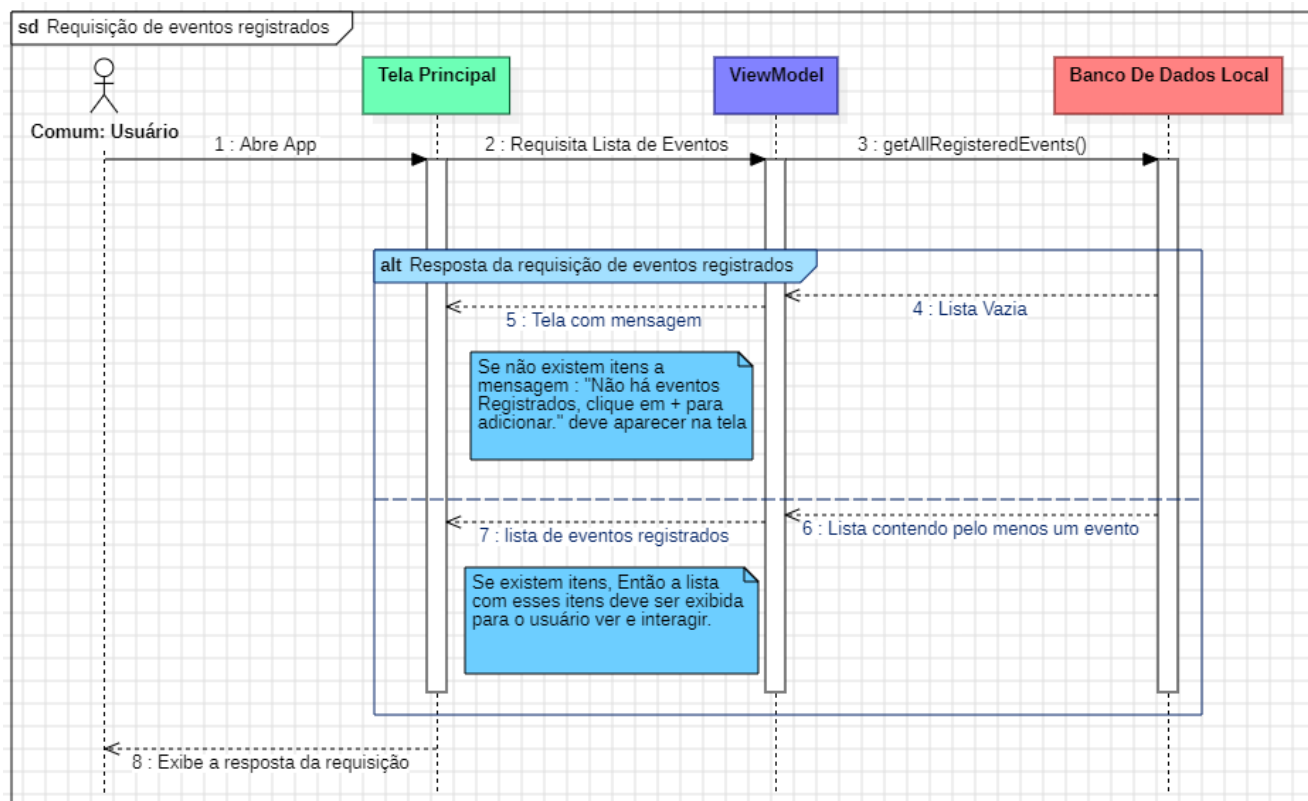 sd Requisição de eventos registrados
Tela Principal
ViewModel
Banco De Dados Local
Comum: Usuário
1 : Abre App
2 : Requisita Lista de Eventos
3 : getAllRegisteredEvents()
alt Resposta da requisição de eventos registrados
4 : Lista Vazia
5 : Tela com mensagem
Se não existem itens a
mensagem : "Não há eventos
Registrados, clique em + para
adicionar." deve aparecer na tela
6 : Lista contendo pelo menos um evento
7 : lista de eventos registrados
Se existem itens, Então a lista
com esses itens deve ser exibida
para o usuário ver e interagir.
8 : Exibe a resposta da requisição